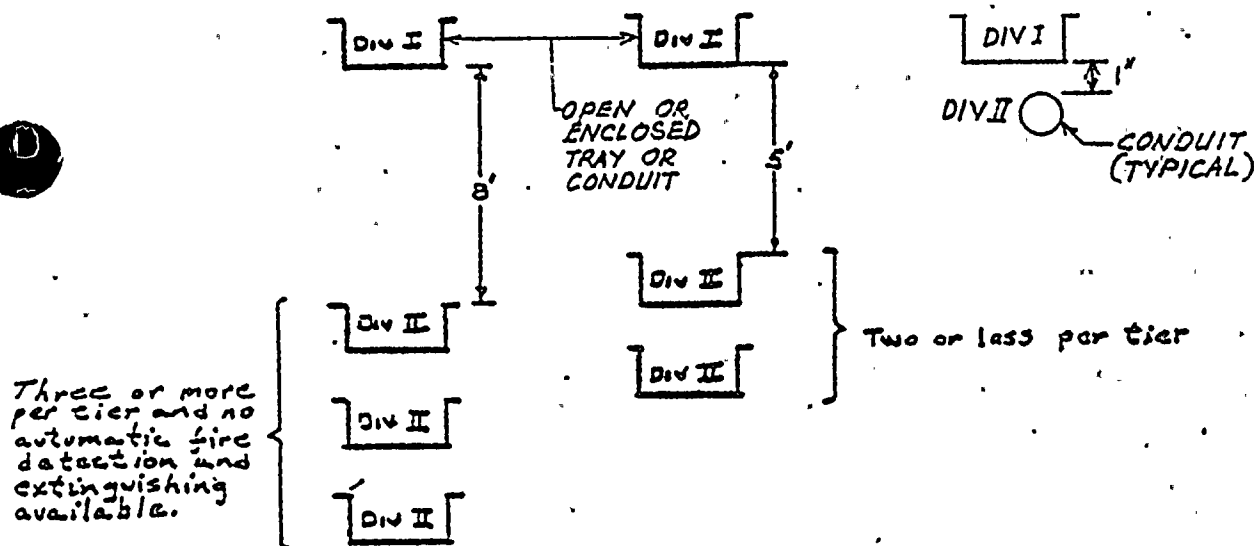 DIV I
DIV I
DIV I
1"
DIV II
OPEN OR
ENCLOSED
TRAY OR
CONDUIT
CONDUIT
(TYPICAL)
8'
5'
DIV II
DIV II
DIV II
DIV II
DIV II
Two or less per tier
Three or more
per tier and no
automatic fire
detection and
extinguishing
available.